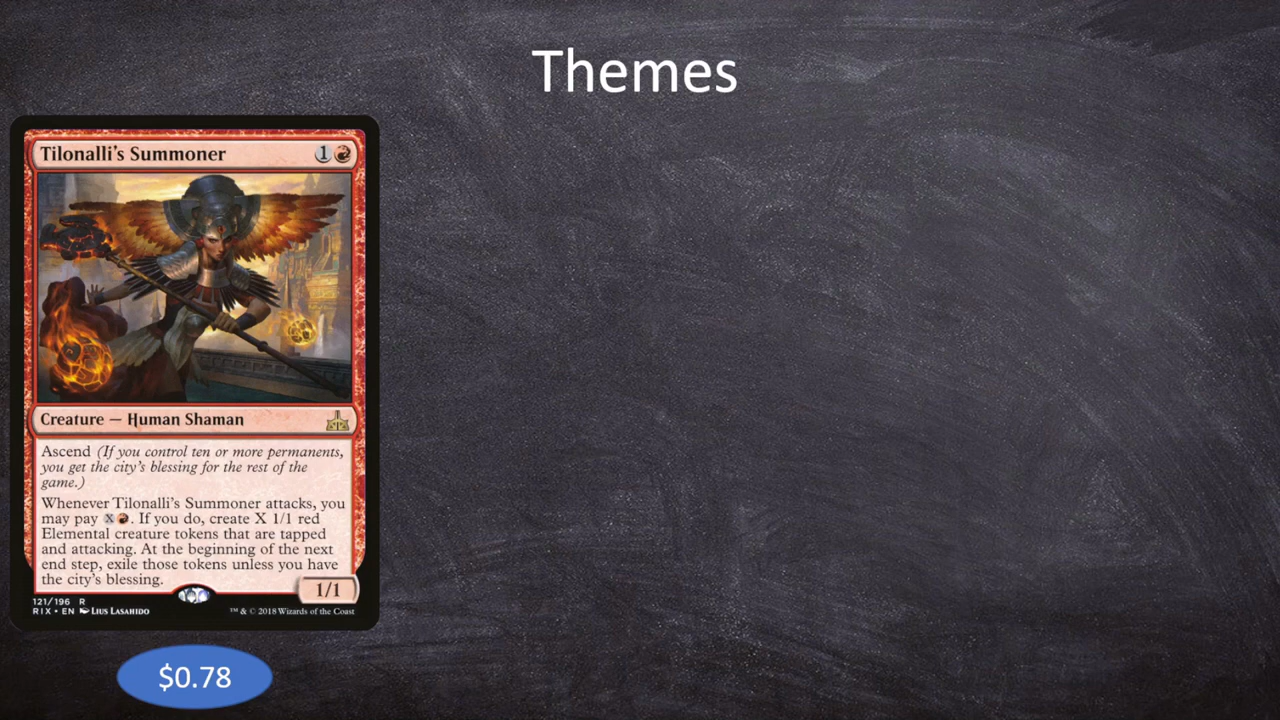 Themes
Tilonalli's Summoner 1
Creature — Human Shaman
Ascend (If you control ten or more permanents,
you get the city's blessing for the rest of the
game.)
Whenever Tilonalli's Summoner attacks, you
may pay X . If you do, create X 1/1 red
Elemental creature tokens that are tapped
and attacking. At the beginning of the next
end step, exile those tokens unless you have
the city's blessing.
1/1
121/196 R
RIX • EN Lius Lasahido
™ & © 2018 Wizards of the Coast
$0.78